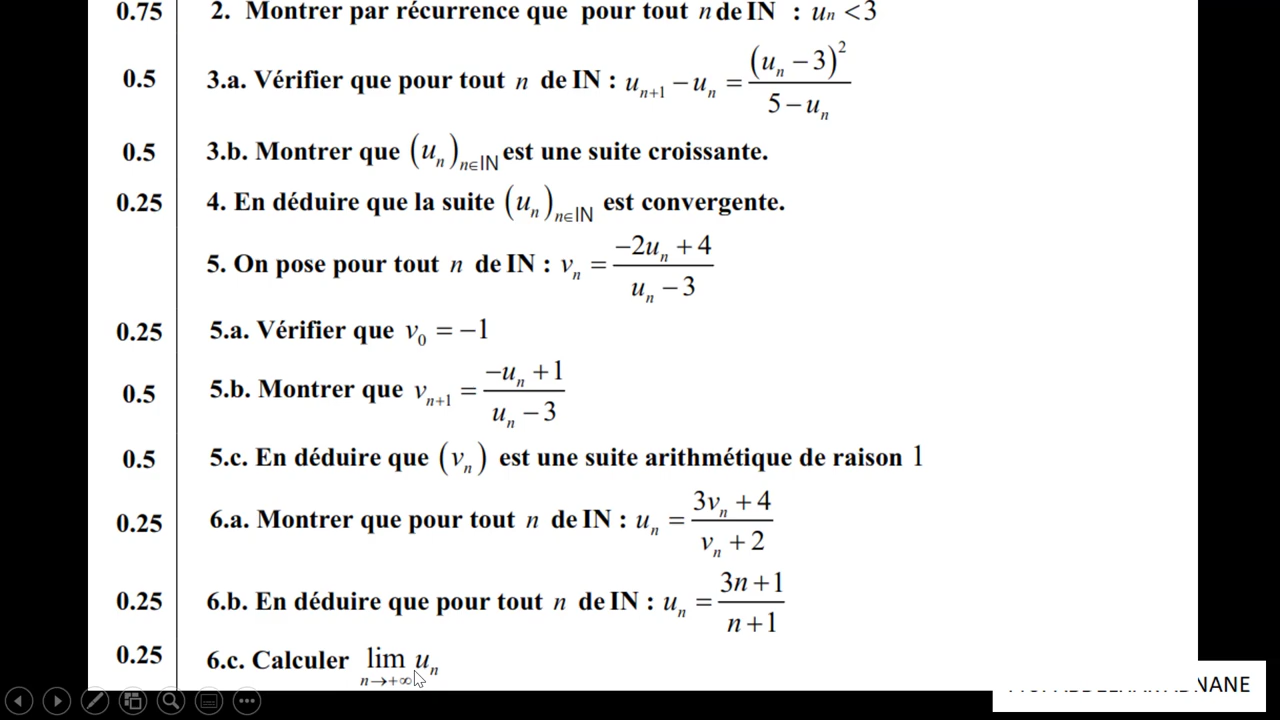 0.75 2. Montrer par récurrence que pour tout n de IN : uₙ < 3
0.5 3.a. Vérifier que pour tout n de IN : uₙ₊₁ − uₙ = (uₙ − 3)² / (5 − uₙ)
0.5 3.b. Montrer que (uₙ)ₙ∈IN est une suite croissante.
0.25 4. En déduire que la suite (uₙ)ₙ∈IN est convergente.
5. On pose pour tout n de IN : vₙ = (−2uₙ + 4) / (uₙ − 3)
0.25 5.a. Vérifier que v₀ = −1
0.5 5.b. Montrer que vₙ₊₁ = (−uₙ + 1) / (uₙ − 3)
0.5 5.c. En déduire que (vₙ) est une suite arithmétique de raison 1
0.25 6.a. Montrer que pour tout n de IN : uₙ = (3vₙ + 4) / (vₙ + 2)
0.25 6.b. En déduire que pour tout n de IN : uₙ = (3n + 1) / (n + 1)
0.25 6.c. Calculer lim n→+∞ uₙ